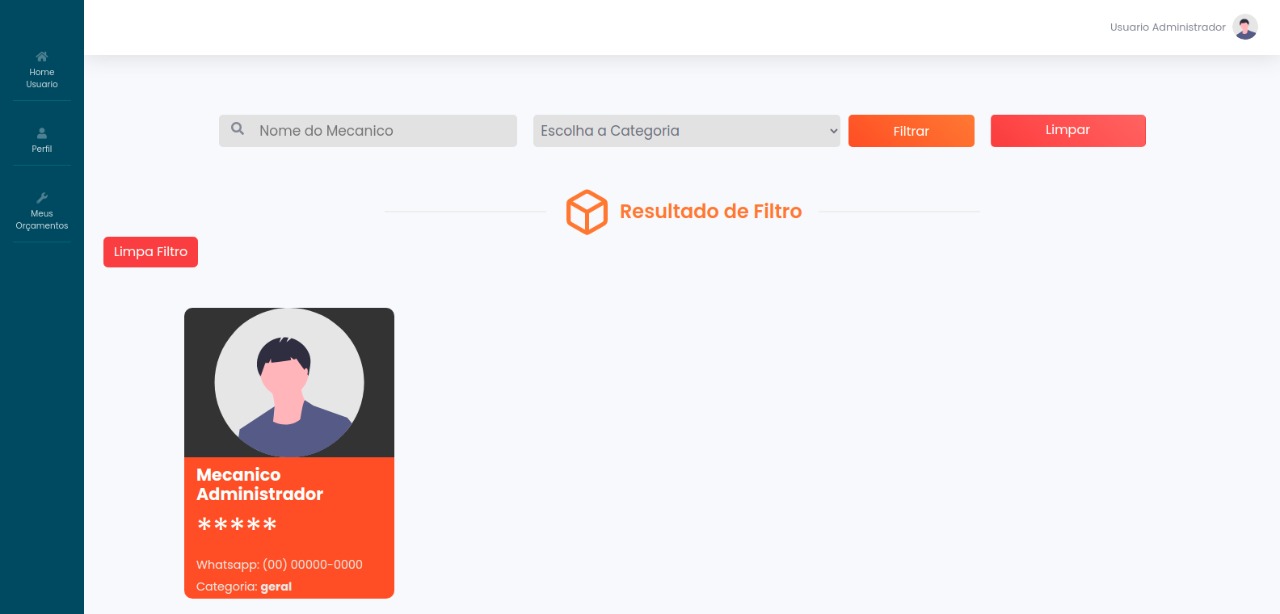 Usuario Administrador
Home
Usuario
Perfil
Meus
Orçamentos
Nome do Mecanico
Escolha a Categoria
Filtrar
Limpar
Resultado de Filtro
Limpa Filtro
Mecanico
Administrador
*****
Whatsapp: (00) 00000-0000
Categoria: geral